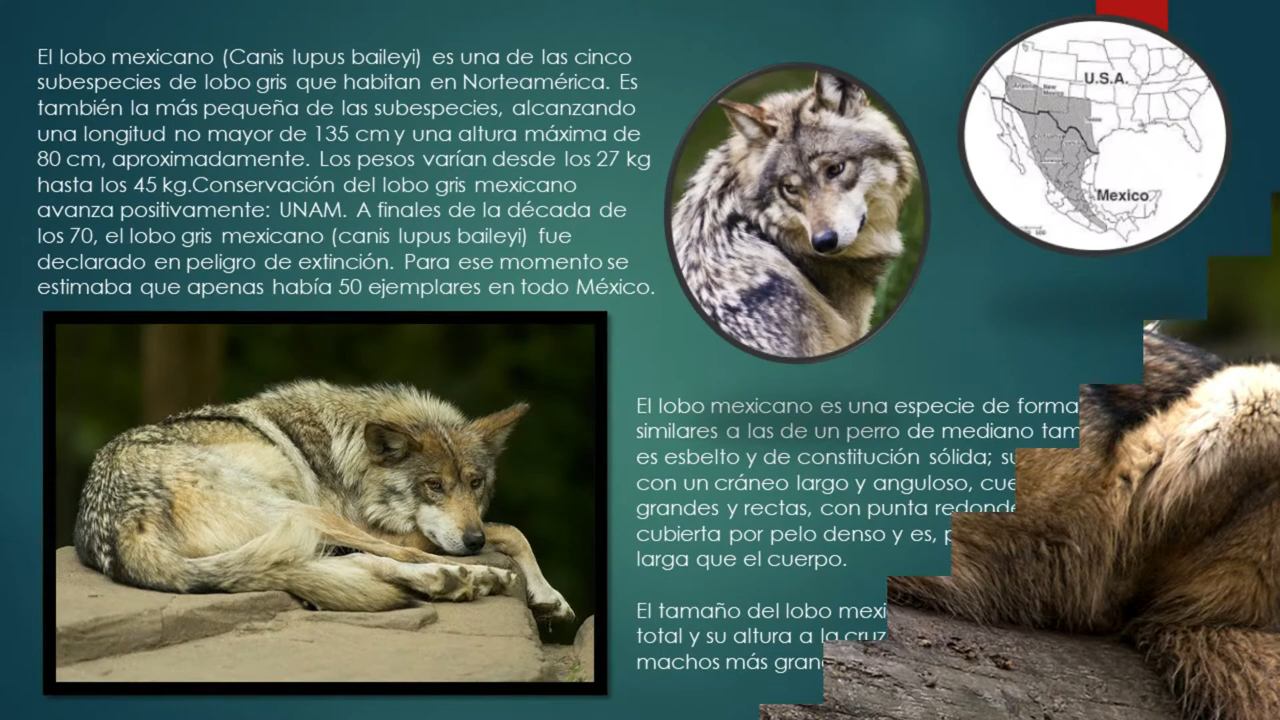 El lobo mexicano (Canis lupus baileyi) es una de las cinco
subespecies de lobo gris que habitan en Norteamérica. Es
también la más pequeña de las subespecies, alcanzando
una longitud no mayor de 135 cm y una altura máxima de
80 cm, aproximadamente. Los pesos varían desde los 27 kg
hasta los 45 kg.Conservación del lobo gris mexicano
avanza positivamente: UNAM. A finales de la década de
los 70, el lobo gris mexicano (canis lupus baileyi) fue
declarado en peligro de extinción. Para ese momento se
estimaba que apenas había 50 ejemplares en todo México.
U.S.A.
New
Mexico
Mexico
El lobo mexicano es una especie de forma
similares a las de un perro de mediano
es esbelto y de constitución sólida;
con un cráneo largo y anguloso,
grandes y rectas, con punta
cubierta por pelo denso y es,
larga que el cuerpo.
El tamaño del lobo
total y su altura a la
machos más